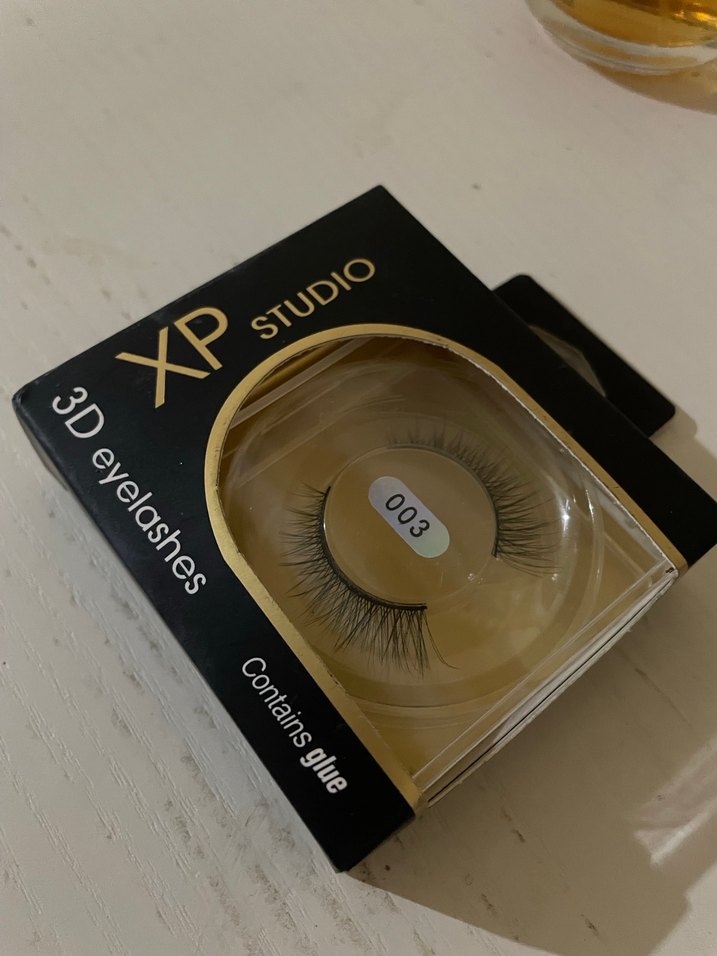 XP STUDIO
3D eyelashes
Contains glue
003